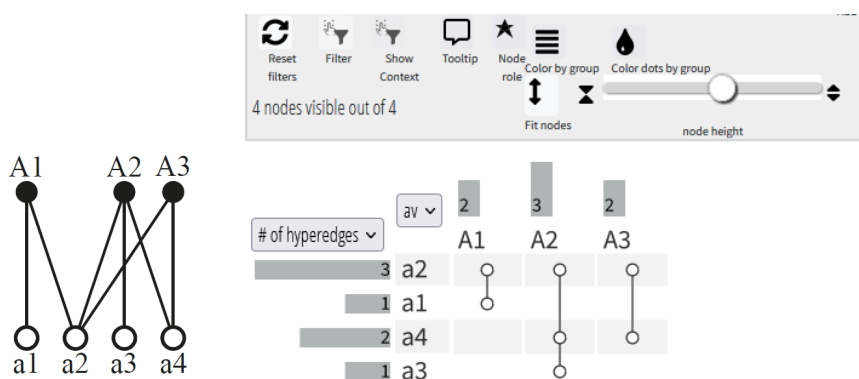 Reset filters
Filter
Show Context
Tooltip
Node role
Color by group
Color dots by group
4 nodes visible out of 4
Fit nodes
node height
A1 A2 A3
a1 a2 a3 a4
# of hyperedges
av
2 3 2
A1 A2 A3
3 a2
1 a1
2 a4
1 a3